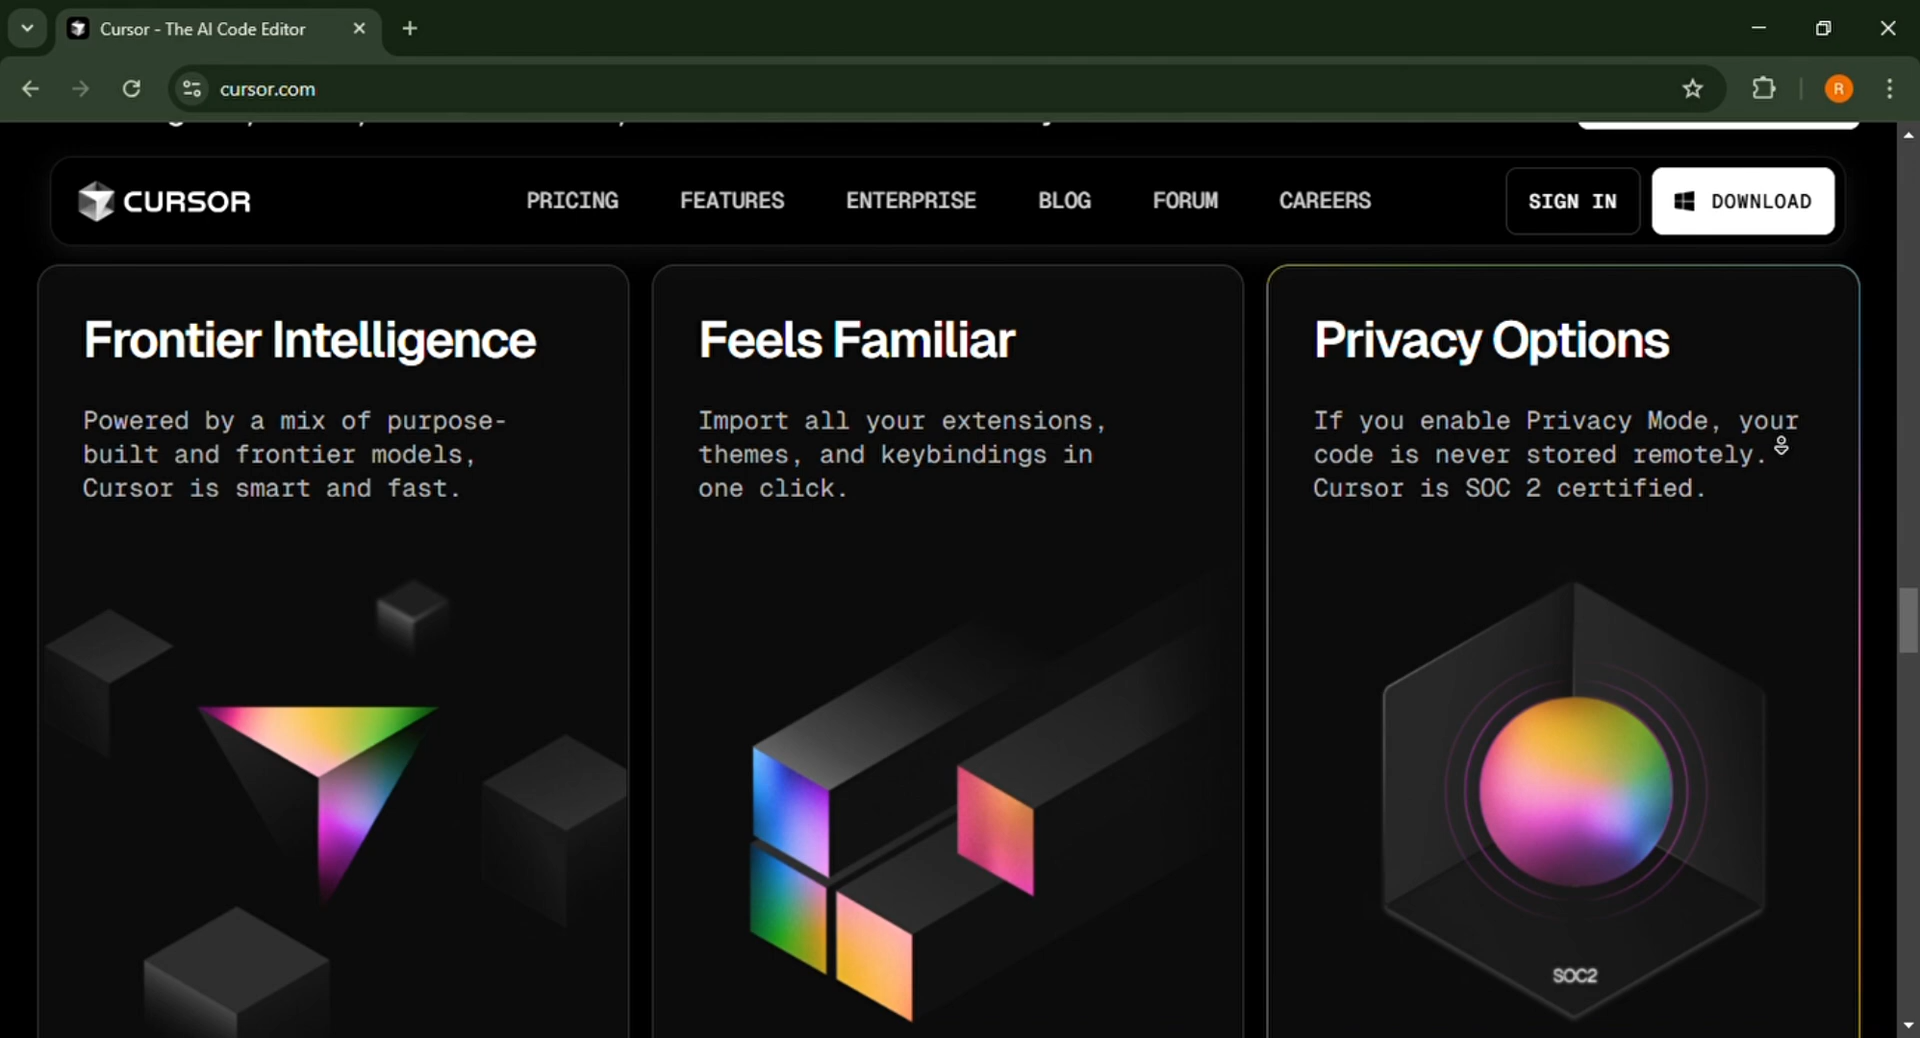 Cursor - The AI Code Editor
cursor.com
R
CURSOR
PRICING
FEATURES
ENTERPRISE
BLOG
FORUM
CAREERS
SIGN IN
DOWNLOAD
Frontier Intelligence
Powered by a mix of purpose-
built and frontier models,
Cursor is smart and fast.
Feels Familiar
Import all your extensions,
themes, and keybindings in
one click.
Privacy Options
If you enable Privacy Mode, your
code is never stored remotely.
Cursor is SOC 2 certified.
SOC2